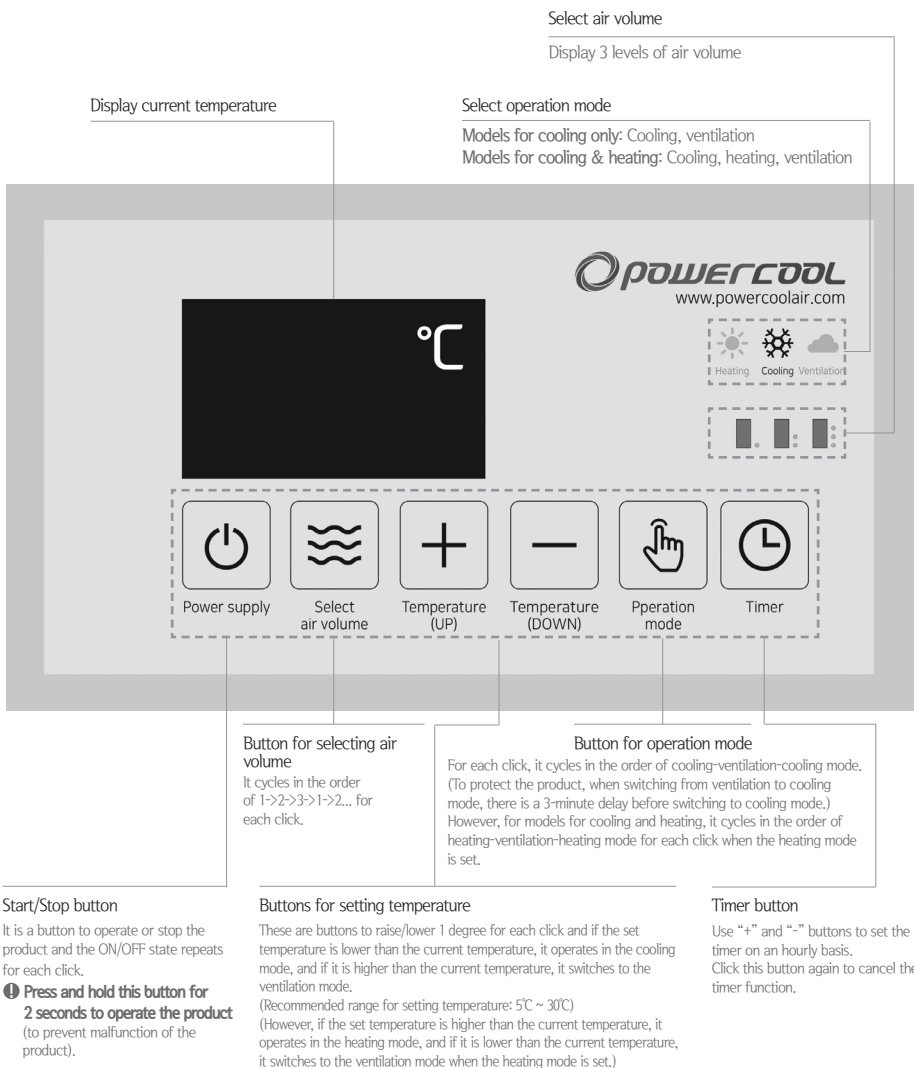 Select air volume
Display 3 levels of air volume
Display current temperature
Select operation mode
Models for cooling only: Cooling, ventilation
Models for cooling & heating: Cooling, heating, ventilation
powercool
www.powercoolair.com
Heating Cooling Ventilation
℃
Power supply
Select
air volume
Temperature
(UP)
Temperature
(DOWN)
Pperation
mode
Timer
Button for selecting air
volume
It cycles in the order
of 1->2->3->1->2... for
each click.
Button for operation mode
For each click, it cycles in the order of cooling-ventilation-cooling mode.
(To protect the product, when switching from ventilation to cooling
mode, there is a 3-minute delay before switching to cooling mode.)
However, for models for cooling and heating, it cycles in the order of
heating-ventilation-heating mode for each click when the heating mode
is set.
Start/Stop button
It is a button to operate or stop the
product and the ON/OFF state repeats
for each click.
Press and hold this button for
2 seconds to operate the product
(to prevent malfunction of the
product).
Buttons for setting temperature
These are buttons to raise/lower 1 degree for each click and if the set
temperature is lower than the current temperature, it operates in the cooling
mode, and if it is higher than the current temperature, it switches to the
ventilation mode.
(Recommended range for setting temperature: 5℃ ~ 30℃)
(However, if the set temperature is higher than the current temperature, it
operates in the heating mode, and if it is lower than the current temperature,
it switches to the ventilation mode when the heating mode is set.)
Timer button
Use “+” and “-” buttons to set the
timer on an hourly basis.
Click this button again to cancel the
timer function.